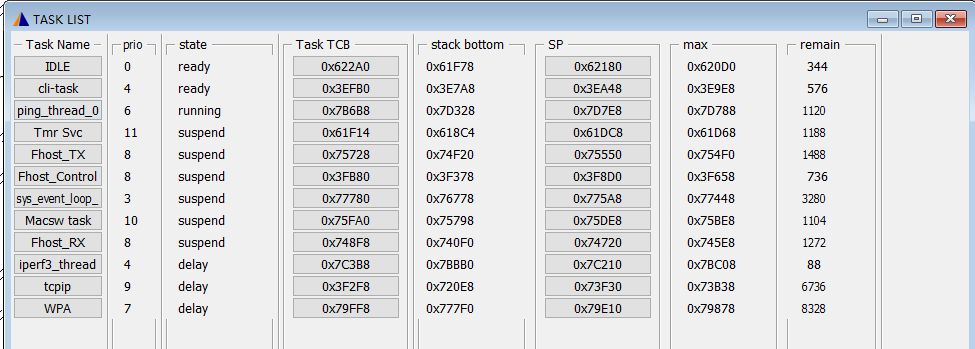 TASK LIST
Task Name prio state Task TCB stack bottom SP max remain
IDLE 0 ready 0x622A0 0x61F78 0x62180 0x620D0 344
cli-task 4 ready 0x3EFB0 0x3E7A8 0x3EA48 0x3E9E8 576
ping_thread_0 6 running 0x7B6B8 0x7D328 0x7D7E8 0x7D788 1120
Tmr Svc 11 suspend 0x61F14 0x618C4 0x61DC8 0x61D68 1188
Fhost_TX 8 suspend 0x75728 0x74F20 0x75550 0x754F0 1488
Fhost_Control 8 suspend 0x3FB80 0x3F378 0x3F8D0 0x3F658 736
sys_event_loop_ 3 suspend 0x77780 0x76778 0x775A8 0x77448 3280
Macsw task 10 suspend 0x75FA0 0x75798 0x75DE8 0x75BE8 1104
Fhost_RX 8 suspend 0x748F8 0x740F0 0x74720 0x745E8 1272
iperf3_thread 4 delay 0x7C3B8 0x7BBB0 0x7C210 0x7BC08 88
tcpip 9 delay 0x3F2F8 0x720E8 0x73F30 0x73B38 6736
WPA 7 delay 0x79FF8 0x777F0 0x79E10 0x79878 8328